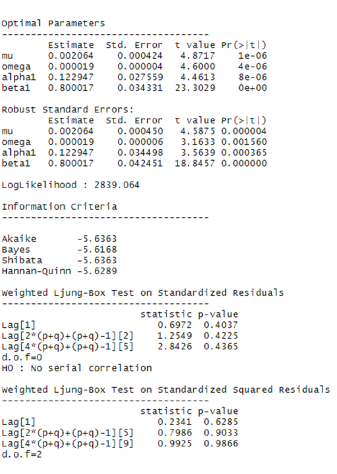 Optimal Parameters
------------------------------------
        Estimate  Std. Error  t value Pr(>|t|)
mu      0.002064    0.000424   4.8717    1e-06
omega   0.000019    0.000004   4.6000    4e-06
alpha1  0.122947    0.027559   4.4613    8e-06
beta1   0.800017    0.034331  23.3029    0e+00
Robust Standard Errors:
        Estimate  Std. Error  t value Pr(>|t|)
mu      0.002064    0.000450   4.5875 0.000004
omega   0.000019    0.000006   3.1633 0.001560
alpha1  0.122947    0.034498   3.5639 0.000365
beta1   0.800017    0.042451  18.8457 0.000000
LogLikelihood : 2839.064
Information Criteria
------------------------------------
Akaike       -5.6363
Bayes        -5.6168
Shibata      -5.6363
Hannan-Quinn -5.6289
Weighted Ljung-Box Test on Standardized Residuals
------------------------------------
                        statistic p-value
Lag[1]                     0.6972  0.4037
Lag[2*(p+q)+(p+q)-1][2]    1.2549  0.4225
Lag[4*(p+q)+(p+q)-1][5]    2.8426  0.4365
d.o.f=0
H0 : No serial correlation
Weighted Ljung-Box Test on Standardized Squared Residuals
------------------------------------
                        statistic p-value
Lag[1]                     0.2341  0.6285
Lag[2*(p+q)+(p+q)-1][5]    0.7986  0.9033
Lag[4*(p+q)+(p+q)-1][9]    0.9925  0.9866
d.o.f=2